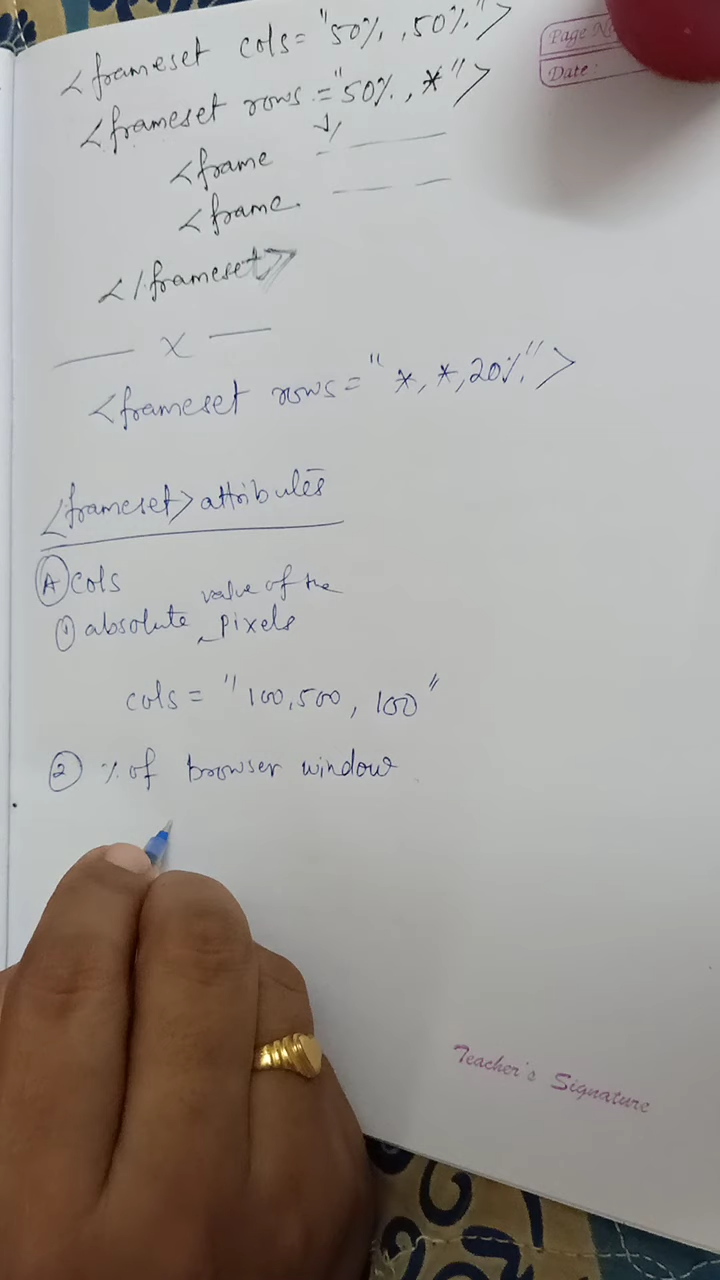 <frameset cols="50%,50%">
Page N
Date:
<frameset rows="50%,*">
<frame
<frame
</frameset>
x
<frameset rows="*,*,20%">
<frameset> attributes
(A) cols
(1) absolute value of the pixels
cols = "100,500,100"
(2) % of browser window
Teacher's Signature